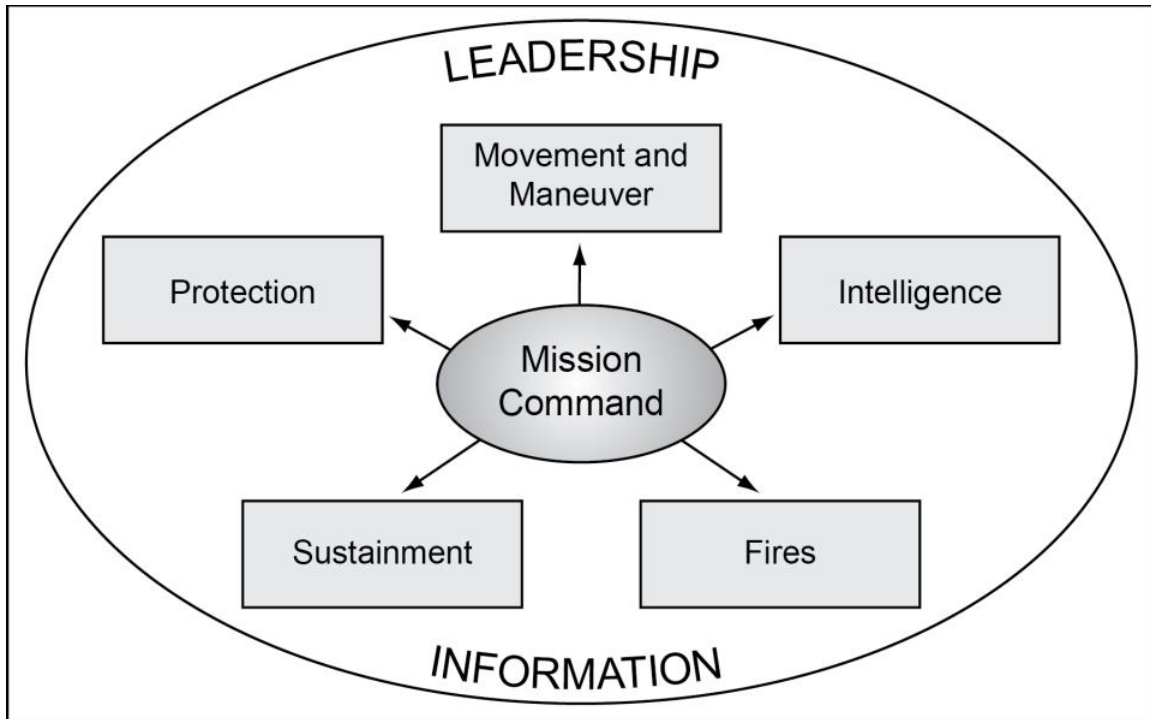 LEADERSHIP
Movement and
Maneuver
Protection
Intelligence
Mission
Command
Sustainment
Fires
INFORMATION